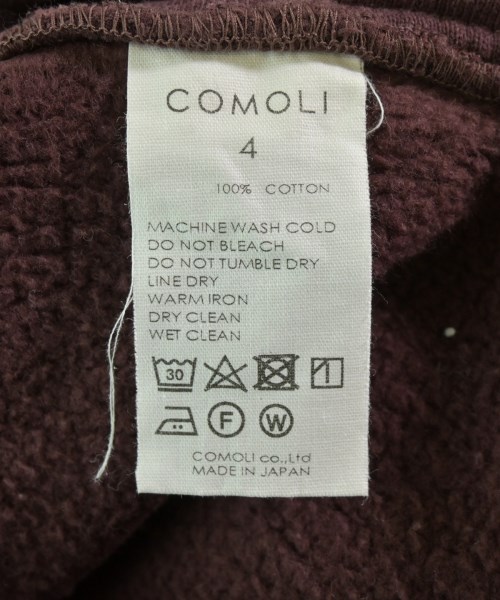 COMOLI
4
100% COTTON
MACHINE WASH COLD
DO NOT BLEACH
DO NOT TUMBLE DRY
LINE DRY
WARM IRON
DRY CLEAN
WET CLEAN
30
F W
COMOLI co.,Ltd
MADE IN JAPAN